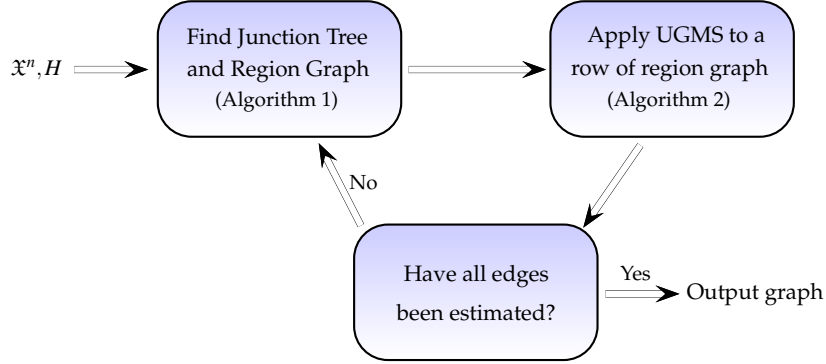 𝔛ⁿ, H
Find Junction Tree
and Region Graph
(Algorithm 1)
Apply UGMS to a
row of region graph
(Algorithm 2)
No
Have all edges
been estimated?
Yes
Output graph